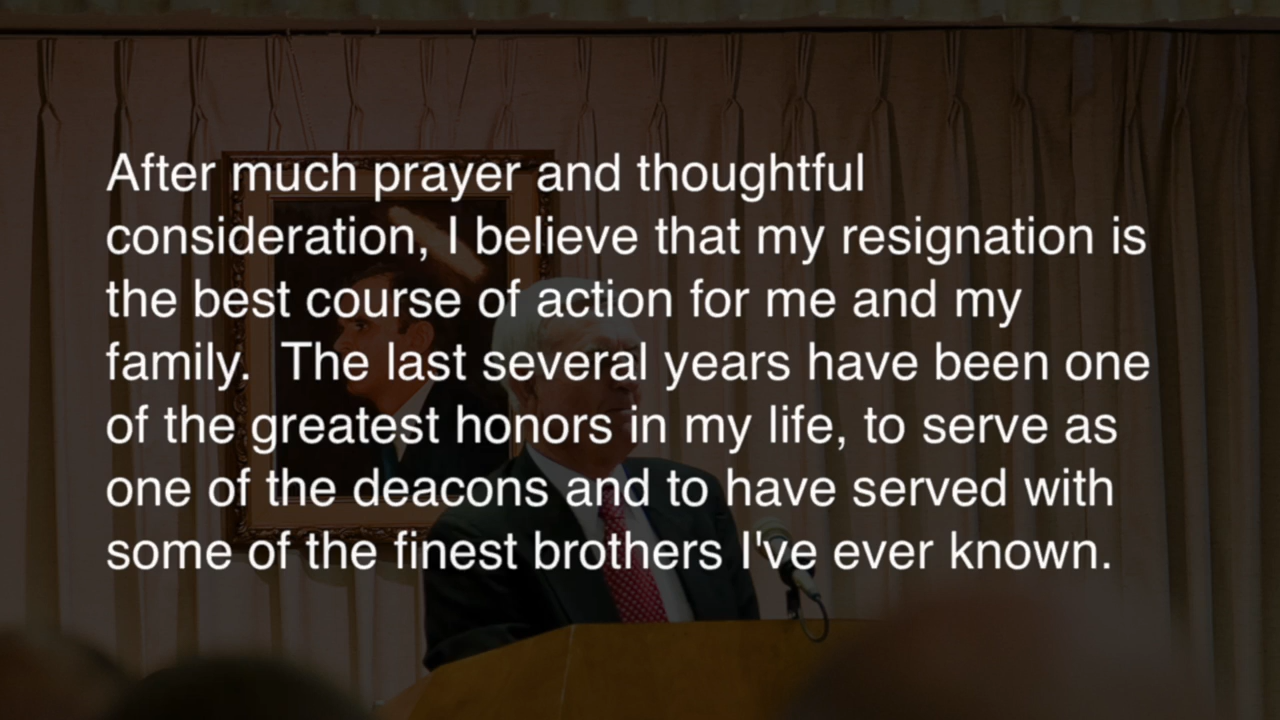 After much prayer and thoughtful
consideration, I believe that my resignation is
the best course of action for me and my
family.  The last several years have been one
of the greatest honors in my life, to serve as
one of the deacons and to have served with
some of the finest brothers I've ever known.